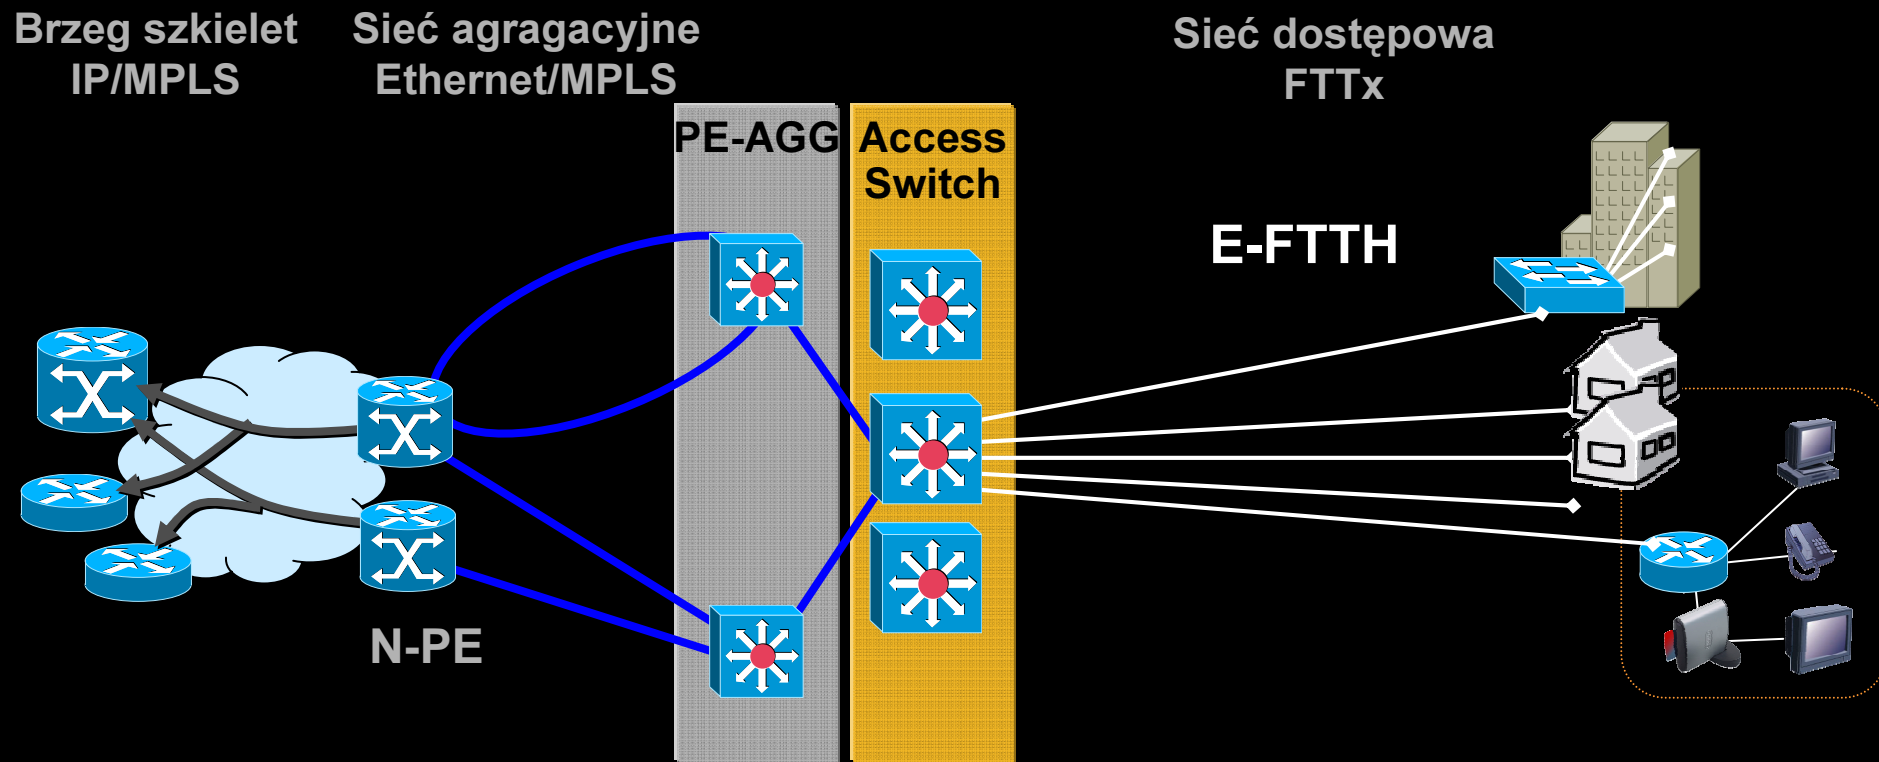 Brzeg szkielet
IP/MPLS
Sieć agragacyjne
Ethernet/MPLS
Sieć dostępowa
FTTx
PE-AGG
Access
Switch
E-FTTH
N-PE